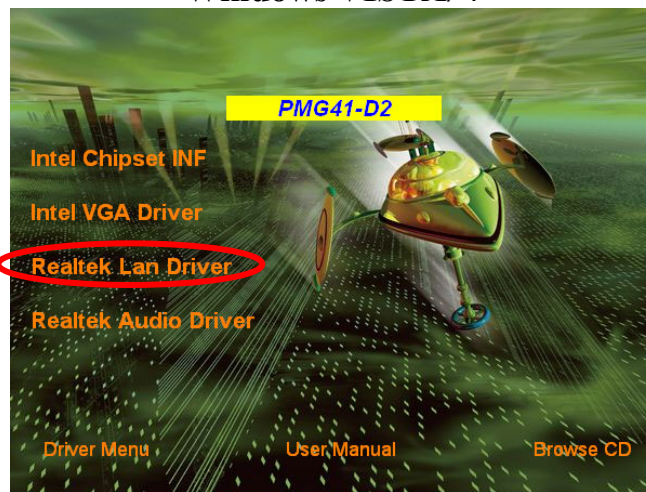 PMG41-D2
Intel Chipset INF
Intel VGA Driver
Realtek Lan Driver
Realtek Audio Driver
Driver Menu
User Manual
Browse CD